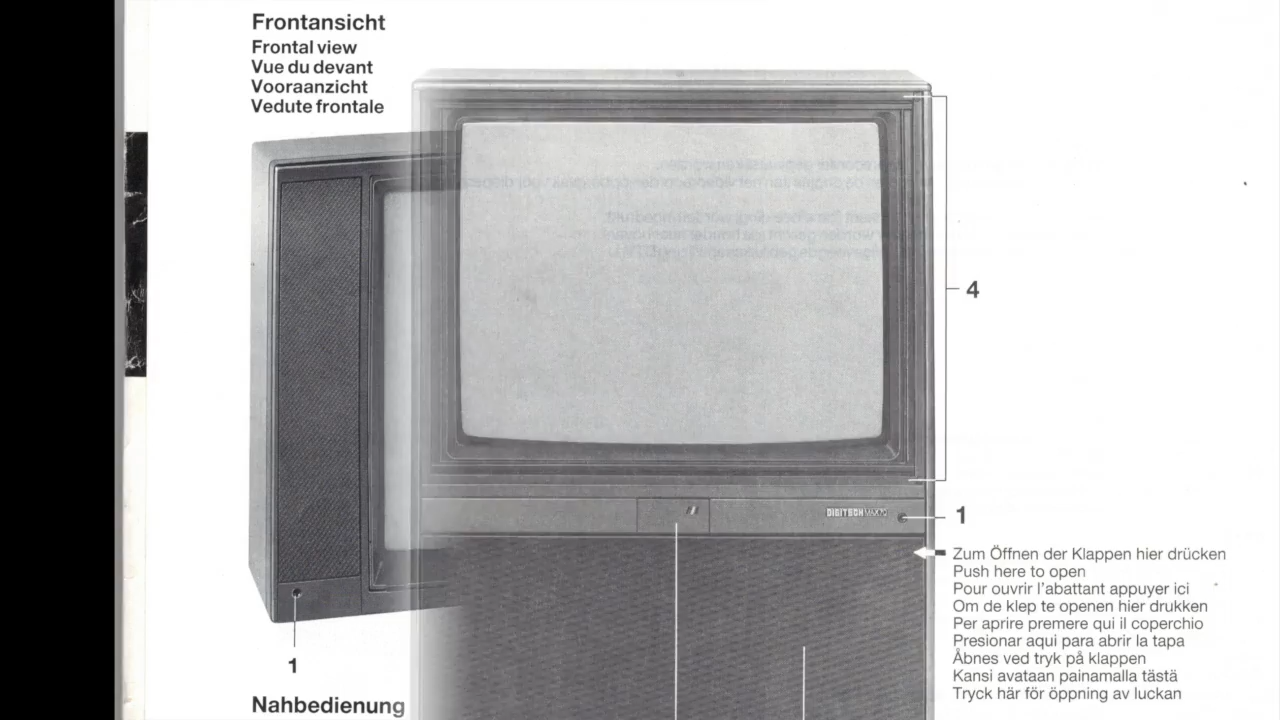 Frontansicht
Frontal view
Vue du devant
Vooraanzicht
Vedute frontale
4
DIGITECH MAX70
1
Zum Öffnen der Klappen hier drücken
Push here to open
Pour ouvrir l'abattant appuyer ici
Om de klep te openen hier drukken
Per aprire premere qui il coperchio
Presionar aqui para abrir la tapa
Åbnes ved tryk på klappen
Kansi avataan painamalla tästä
Tryck här för öppning av luckan
1
Nahbedienung